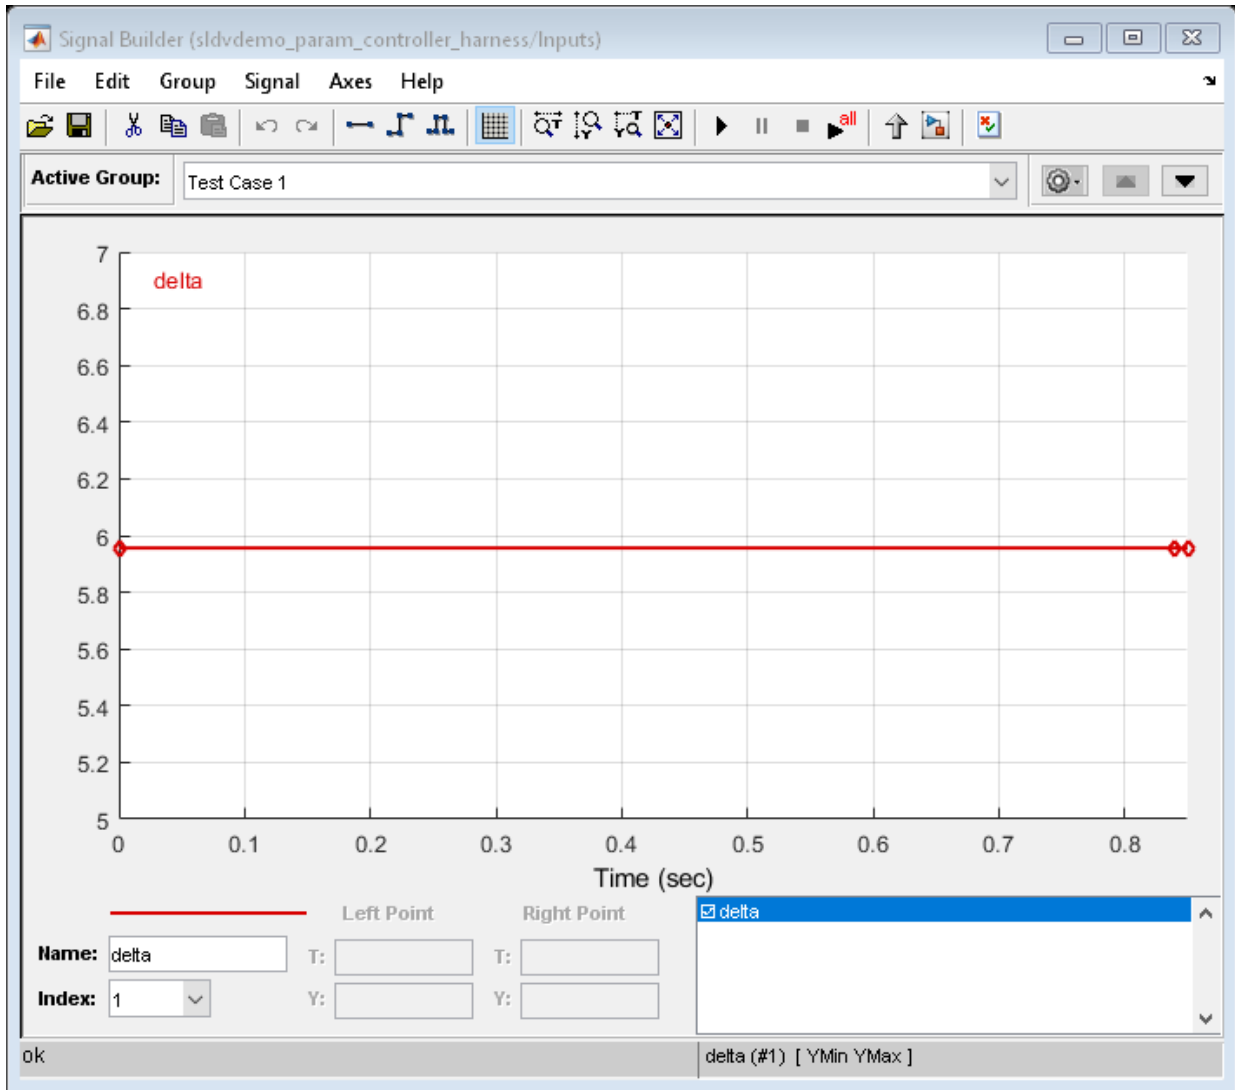 Signal Builder (sldvdemo_param_controller_harness/Inputs)
File Edit Group Signal Axes Help
all
Active Group: Test Case 1
7
delta
6.8
6.6
6.4
6.2
6
5.8
5.6
5.4
5.2
5
0 0.1 0.2 0.3 0.4 0.5 0.6 0.7 0.8
Time (sec)
Left Point Right Point delta
Name: delta T: T:
Index: 1 Y: Y:
ok delta (#1) [ YMin YMax ]